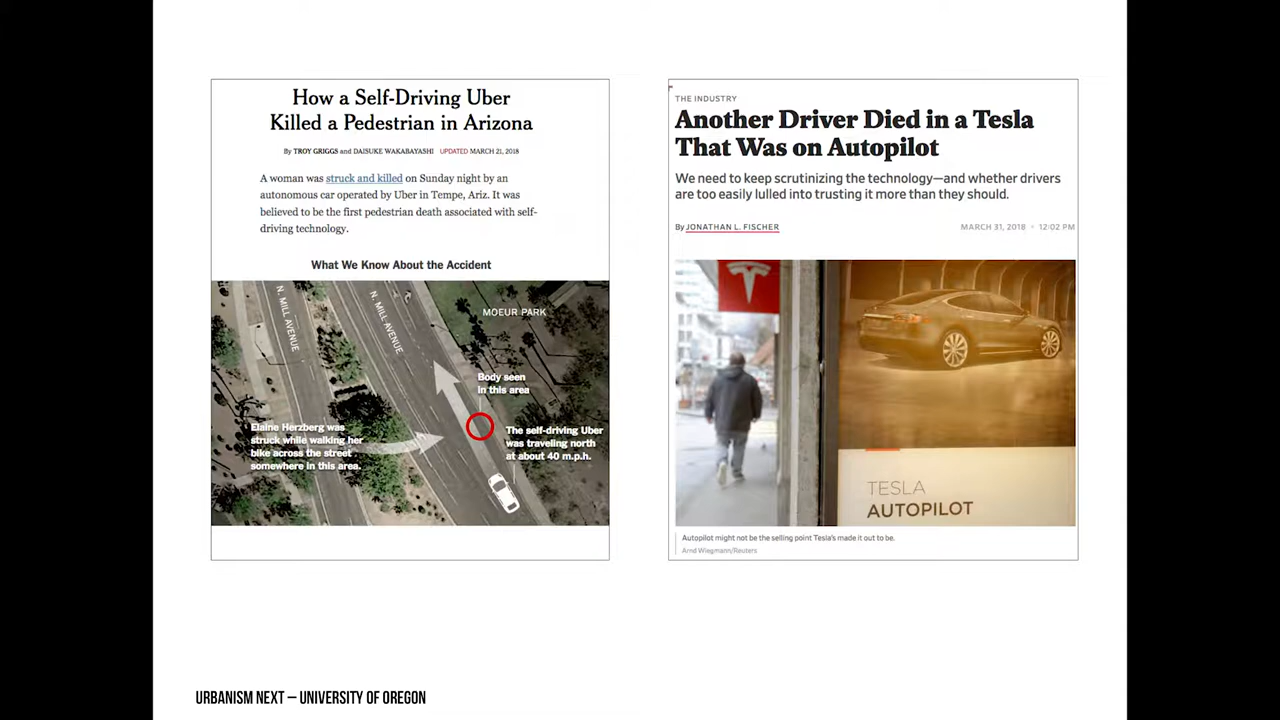 How a Self-Driving Uber
Killed a Pedestrian in Arizona
By TROY GRIGGS and DAISUKE WAKABAYASHI UPDATED MARCH 21, 2018
A woman was struck and killed on Sunday night by an
autonomous car operated by Uber in Tempe, Ariz. It was
believed to be the first pedestrian death associated with self-
driving technology.
What We Know About the Accident
N. MILL AVENUE
N. MILL AVENUE
MOEUR PARK
Body seen
in this area
Elaine Herzberg was
struck while walking her
bike across the street
somewhere in this area.
The self-driving Uber
was traveling north
at about 40 m.p.h.
THE INDUSTRY
Another Driver Died in a Tesla
That Was on Autopilot
We need to keep scrutinizing the technology—and whether drivers
are too easily lulled into trusting it more than they should.
By JONATHAN L. FISCHER MARCH 31, 2018 • 12:02 PM
TESLA
AUTOPILOT
Autopilot might not be the selling point Tesla's made it out to be.
Arnd Wiegmann/Reuters
URBANISM NEXT – UNIVERSITY OF OREGON